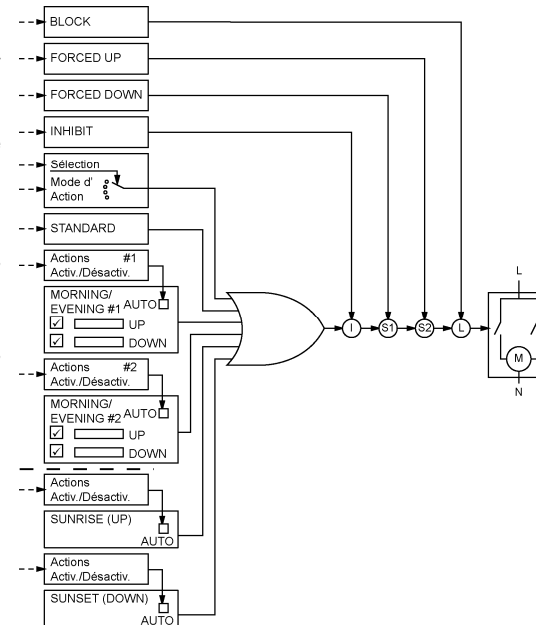 BLOCK
FORCED UP
FORCED DOWN
INHIBIT
Sélection
Mode d'
Action
STANDARD
Actions #1
Activ./Désactiv.
MORNING/
EVENING #1 AUTO
UP
DOWN
Actions #2
Activ./Désactiv.
MORNING/
EVENING #2 AUTO
UP
DOWN
Actions
Activ./Désactiv.
SUNRISE (UP)
AUTO
Actions
Activ./Désactiv.
SUNSET (DOWN)
AUTO
I
S1
S2
L
L
M
N